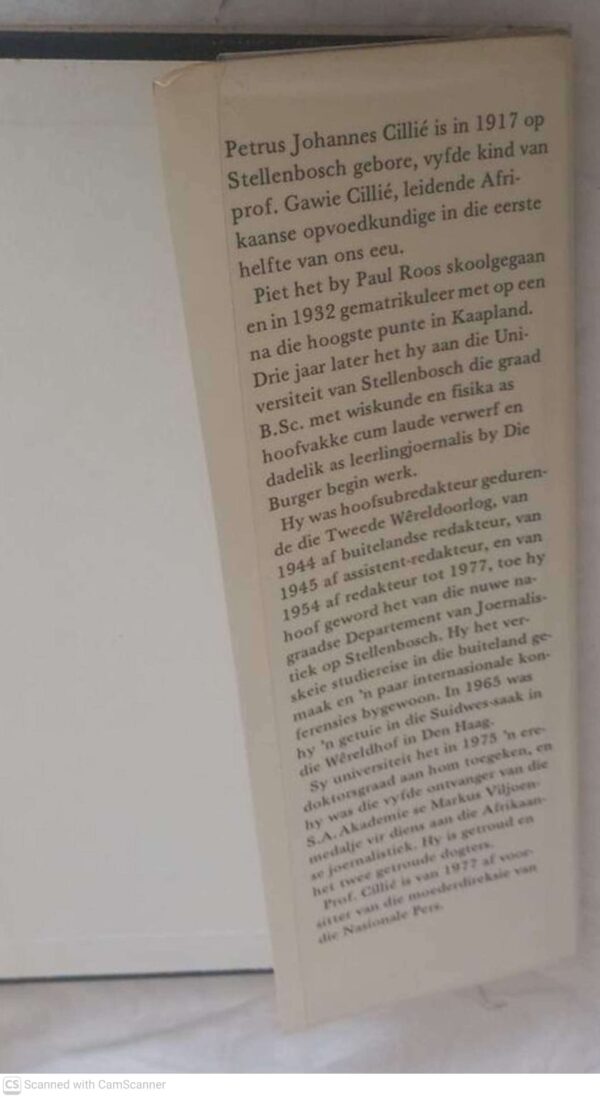 Petrus Johannes Cillié is in 1917 op
Stellenbosch gebore, vyfde kind van
prof. Gawie Cillié, leidende Afri-
kaanse opvoedkundige in die eerste
helfte van ons eeu.
Piet het by Paul Roos skoolgegaan
en in 1932 gematrikuleer met op een
na die hoogste punte in Kaapland.
Drie jaar later het hy aan die Uni-
versiteit van Stellenbosch die graad
B.Sc. met wiskunde en fisika as
hoofvakke cum laude verwerf en
dadelik as leerlingjoernalis by Die
Burger begin werk.
Hy was hoofsubredakteur geduren-
de die Tweede Wêreldoorlog, van
1944 af buitelandse redakteur, van
1945 af assistent-redakteur, en van
1954 af redakteur tot 1977, toe hy
hoof geword het van die nuwe na-
graadse Departement van Joernalis-
tiek op Stellenbosch. Hy het ver-
skeie studiereise in die buiteland ge-
maak en 'n paar internasionale kon-
ferensies bygewoon. In 1965 was
hy 'n getuie in die Suidwes-saak in
die Wêreldhof in Den Haag.
Sy universiteit het in 1975 'n ere-
doktorsgraad aan hom toegeken, en
hy was die vyfde ontvanger van die
S.A. Akademie se Markus Viljoen-
medalje vir diens aan die Afrikaan-
se joernalistiek. Hy is getroud en
het twee getroude dogters.
Prof. Cillié is van 1977 af voor-
sitter van die moederdireksie van
die Nasionale Pers.
CS Scanned with CamScanner